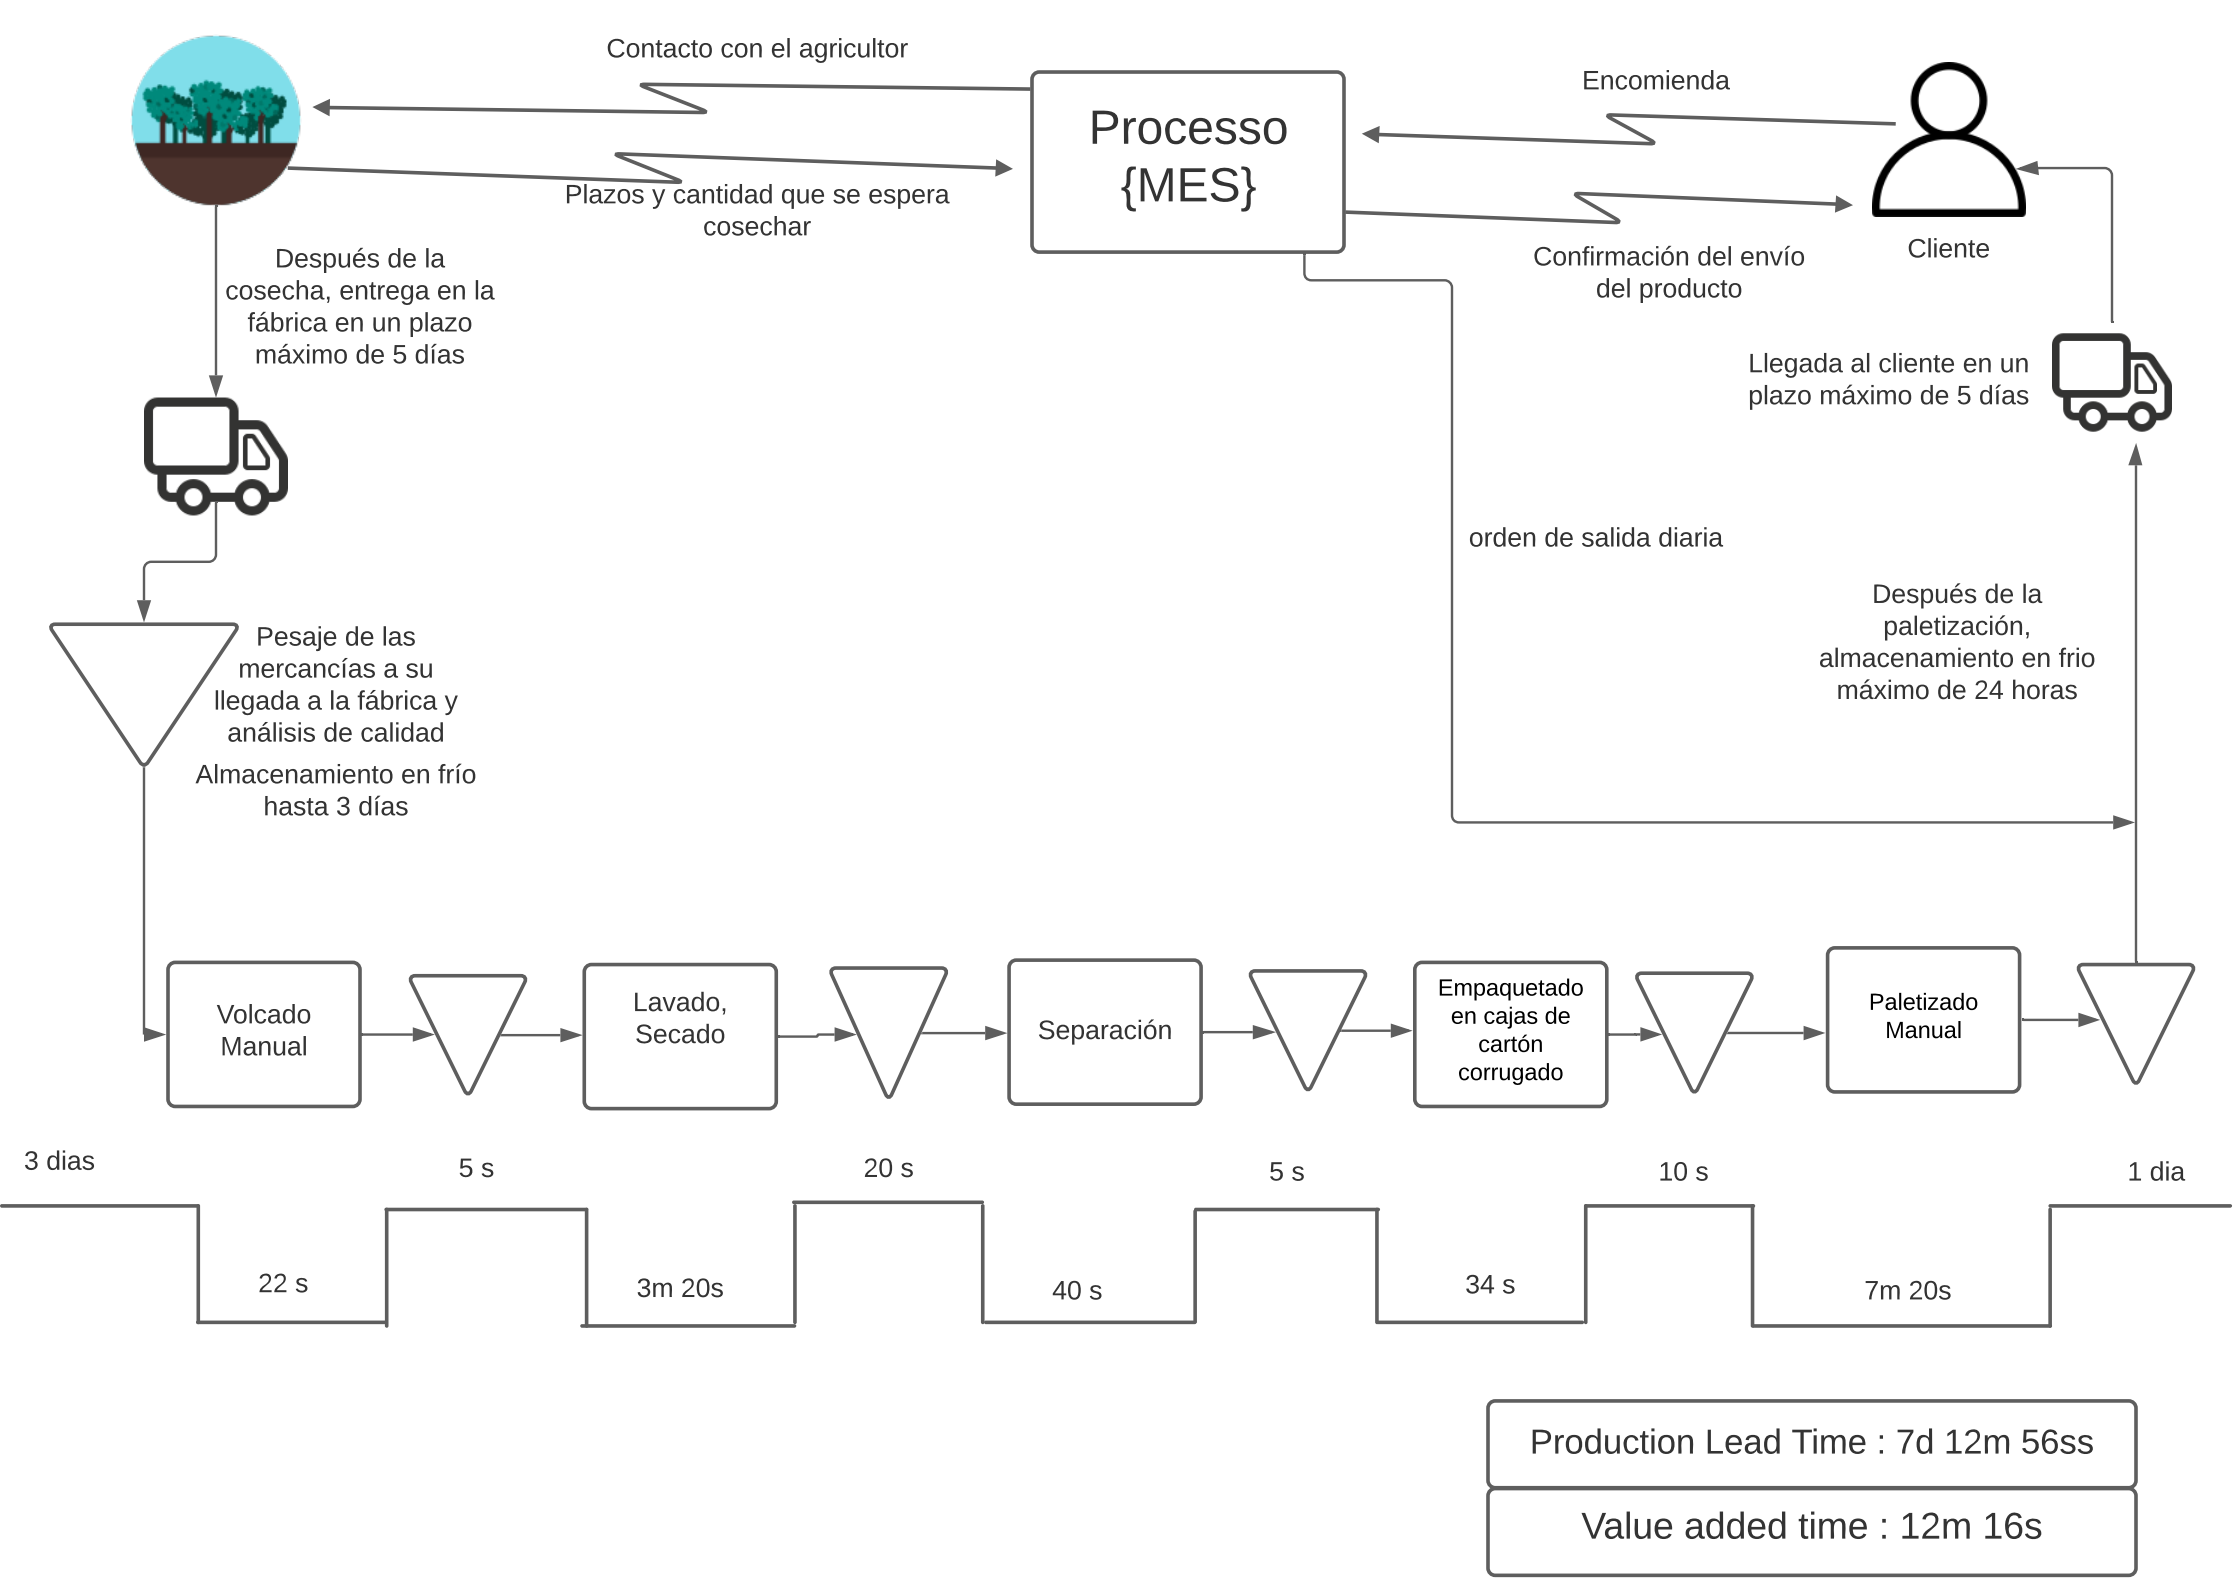 Contacto con el agricultor
Encomienda
Processo
{MES}
Plazos y cantidad que se espera
cosechar
Confirmación del envío
del producto
Cliente
Después de la
cosecha, entrega en la
fábrica en un plazo
máximo de 5 días
Llegada al cliente en un
plazo máximo de 5 días
orden de salida diaria
Después de la
paletización,
almacenamiento en frio
máximo de 24 horas
Pesaje de las
mercancías a su
llegada a la fábrica y
análisis de calidad
Almacenamiento en frío
hasta 3 días
Volcado
Manual
Lavado,
Secado
Separación
Empaquetado
en cajas de
cartón
corrugado
Paletizado
Manual
3 dias
5 s
20 s
5 s
10 s
1 dia
22 s
3m 20s
40 s
34 s
7m 20s
Production Lead Time : 7d 12m 56ss
Value added time : 12m 16s